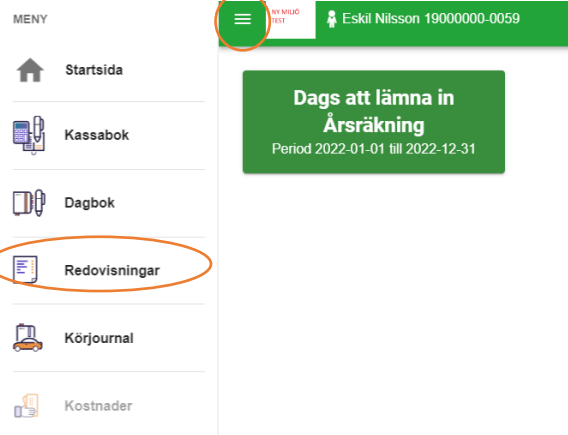 MENY
Startsida
Kassabok
Dagbok
Redovisningar
Körjournal
Kostnader
NY MILJÖ
TEST
Eskil Nilsson 19000000-0059
Dags att lämna in
Årsräkning
Period 2022-01-01 till 2022-12-31